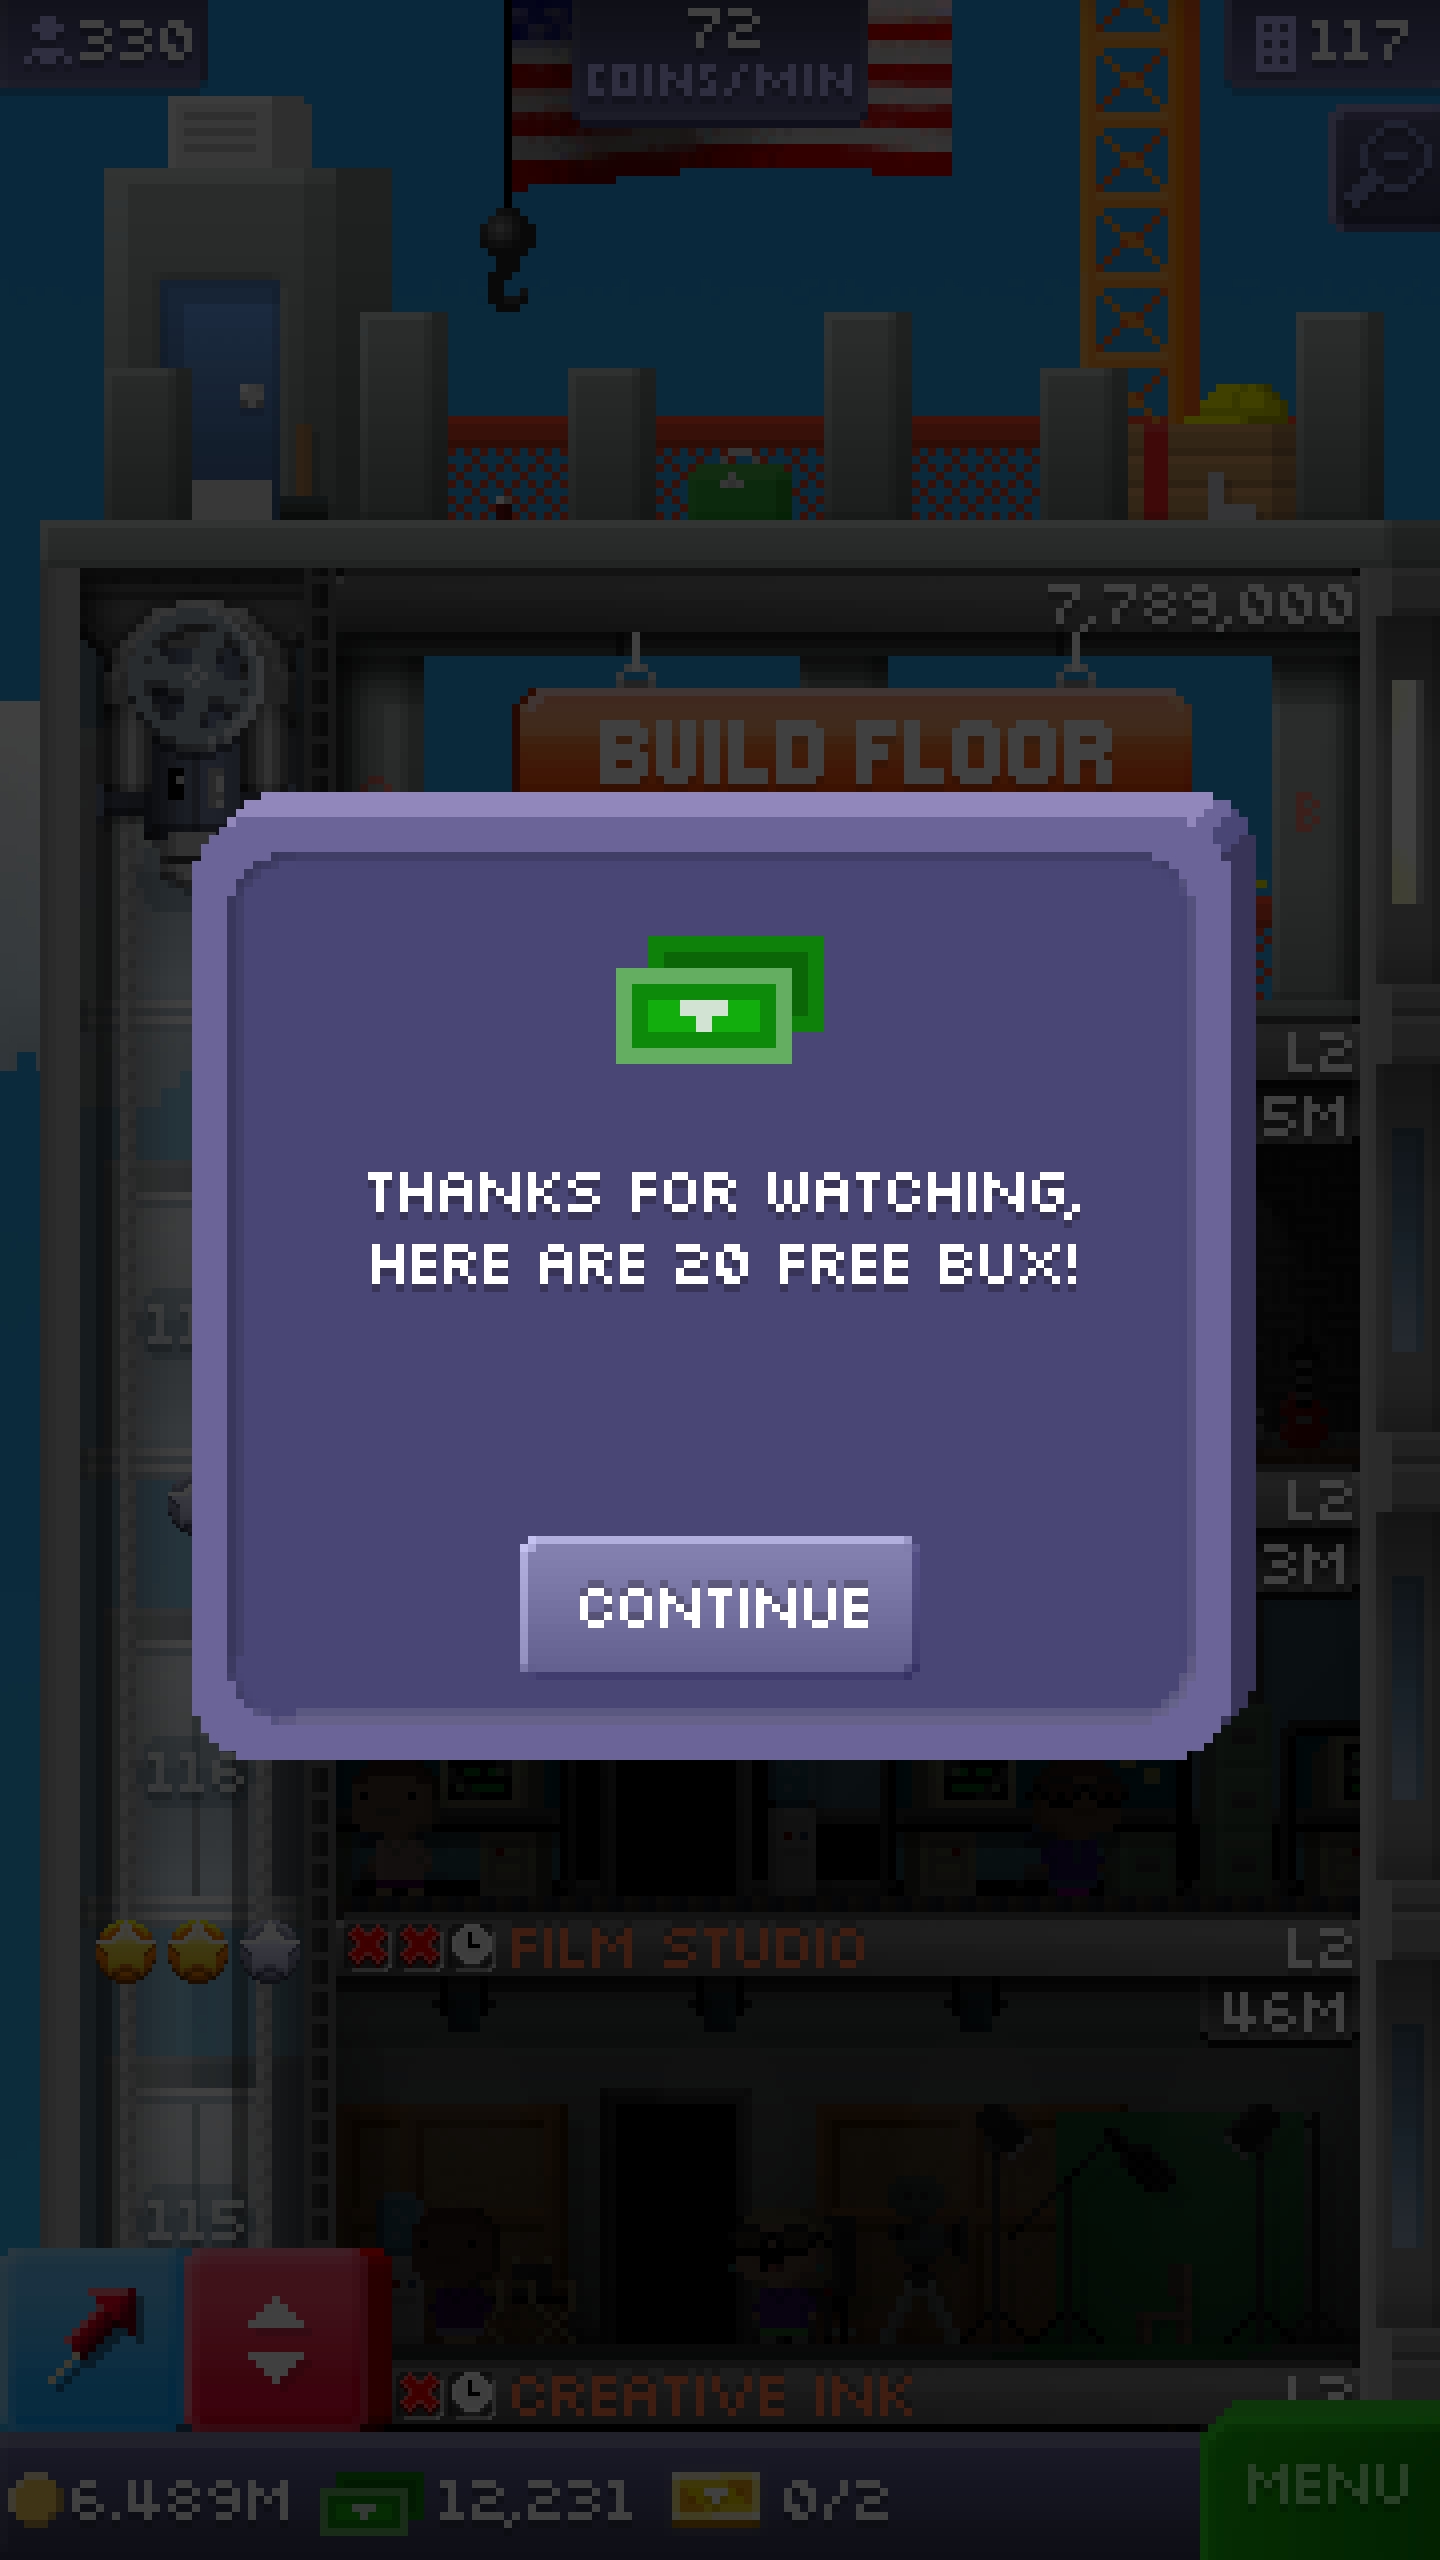 330
72
COINS/MIN
117
7,789,000
BUILD FLOOR
B
L2
5M
L2
3M
THANKS FOR WATCHING,
HERE ARE 20 FREE BUX!
CONTINUE
116
FILM STUDIO
L2
46M
115
CREATIVE INK
6.489M
12,231
0/2
MENU